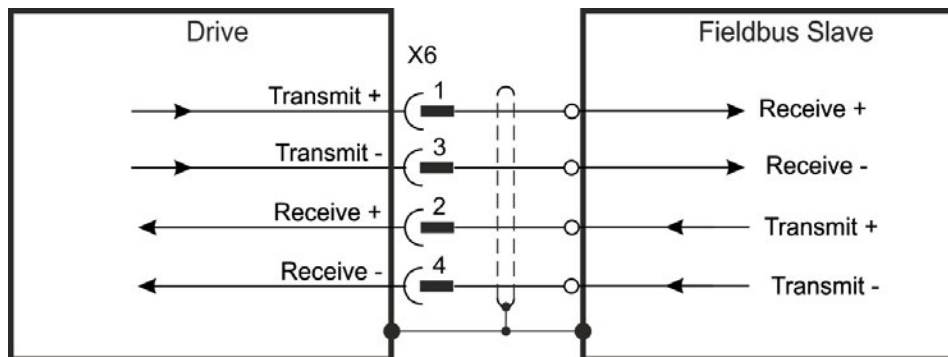 Drive
Fieldbus Slave
X6
Transmit +
1
Receive +
Transmit -
3
Receive -
Receive +
2
Transmit +
Receive -
4
Transmit -